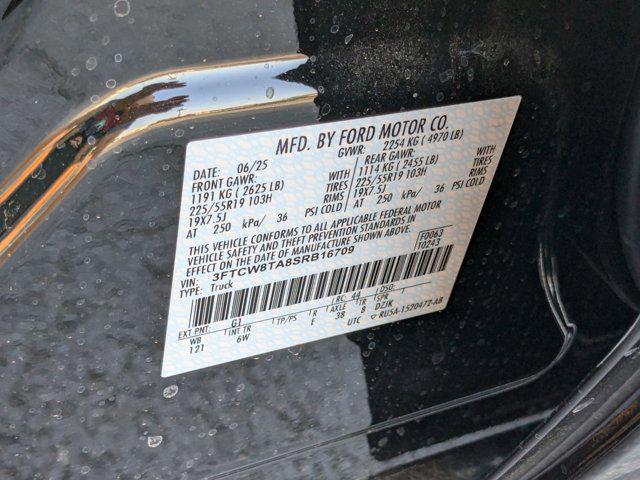 MFD. BY FORD MOTOR CO.
DATE: 06/25 GVWR: 2254 KG ( 4970 LB)
FRONT GAWR: REAR GAWR:
1191 KG ( 2625 LB) WITH 1114 KG ( 2455 LB) WITH
225/55R19 103H TIRES 225/55R19 103H TIRES
19X7.5J RIMS 19X7.5J RIMS
AT 250 kPa/ 36 PSI COLD AT 250 kPa/ 36 PSI COLD
THIS VEHICLE CONFORMS TO ALL APPLICABLE FEDERAL MOTOR
VEHICLE SAFETY AND BUMPER STANDARDS IN
EFFECT ON THE DATE OF MANUFACTURE SHOWN ABOVE.
VIN: 3FTCW8TA8SRB16709 F0063
TYPE: Truck T0243
EXT PNT: G1 RC: 44 DSO:
WB INT TR TP/PS R AXLE TR SPR
121 6W E 38 8 DZJK
UTC ▽ RUSA-1520472-AB